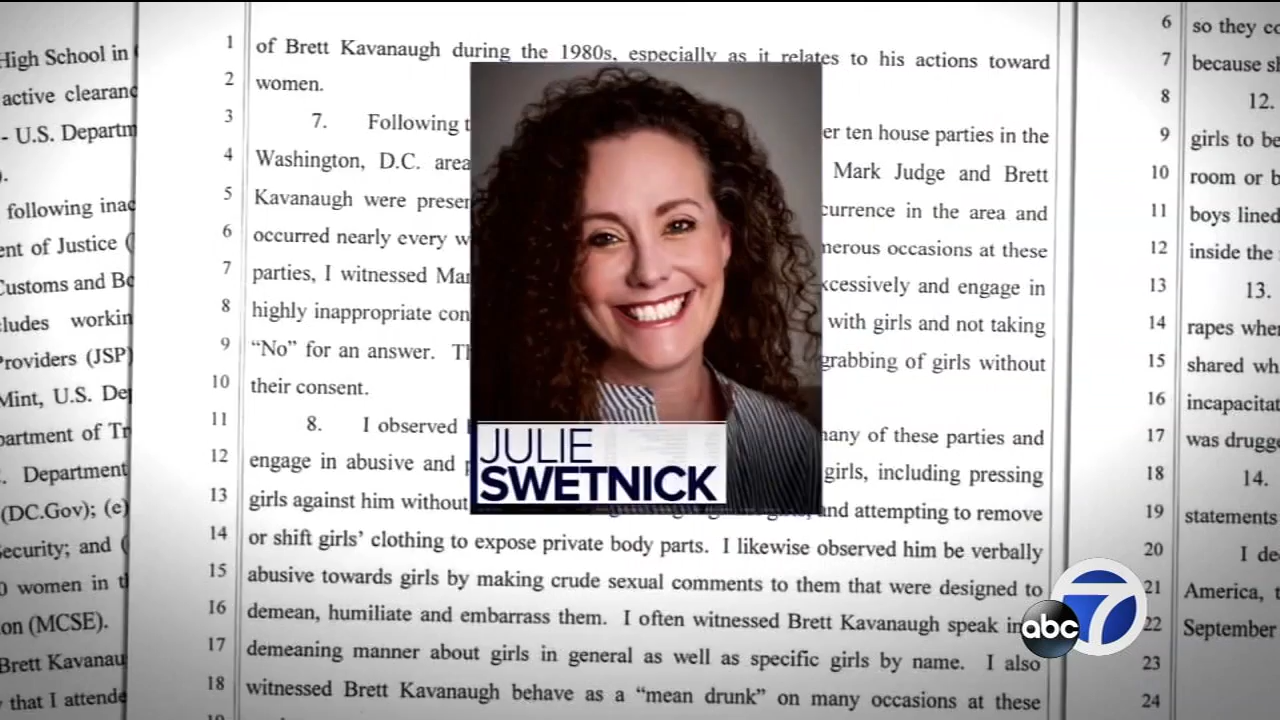 High School in
active clearanc
- U.S. Departm
).
following inac
ent of Justice (
Customs and Bo
cludes workin
Providers (JSP)
Mint, U.S. Dep
partment of Tr
. Department
(DC.Gov); (e)
Security; and (
0 women in t
on (MCSE).
Brett Kavanau
that I attende
1 of Brett Kavanaugh during the 1980s, especially as it relates to his actions toward
2 women.
3 7. Following t er ten house parties in the
4 Washington, D.C. area Mark Judge and Brett
5 Kavanaugh were presen currence in the area and
6 occurred nearly every w merous occasions at these
7 parties, I witnessed Mar xcessively and engage in
8 highly inappropriate con with girls and not taking
9 “No” for an answer. Th grabbing of girls without
10 their consent.
11 8. I observed many of these parties and
12 engage in abusive and p girls, including pressing
13 girls against him without and attempting to remove
14 or shift girls’ clothing to expose private body parts. I likewise observed him be verbally
15 abusive towards girls by making crude sexual comments to them that were designed to
16 demean, humiliate and embarrass them. I often witnessed Brett Kavanaugh speak in
17 demeaning manner about girls in general as well as specific girls by name. I also
18 witnessed Brett Kavanaugh behave as a “mean drunk” on many occasions at these
JULIE
SWETNICK
6 so they co
7 because sh
8 12.
9 girls to be
10 room or b
11 boys lined
12 inside the
13 13.
14 rapes wher
15 shared wh
16 incapacitat
17 was drugge
18 14.
19 statements
20 I de
21 America, t
22 September
23
24
abc 7